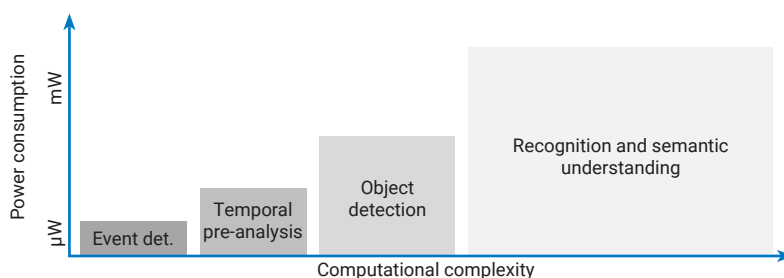 Power consumption
mW
μW
Event det.
Temporal
pre-analysis
Object
detection
Recognition and semantic
understanding
Computational complexity